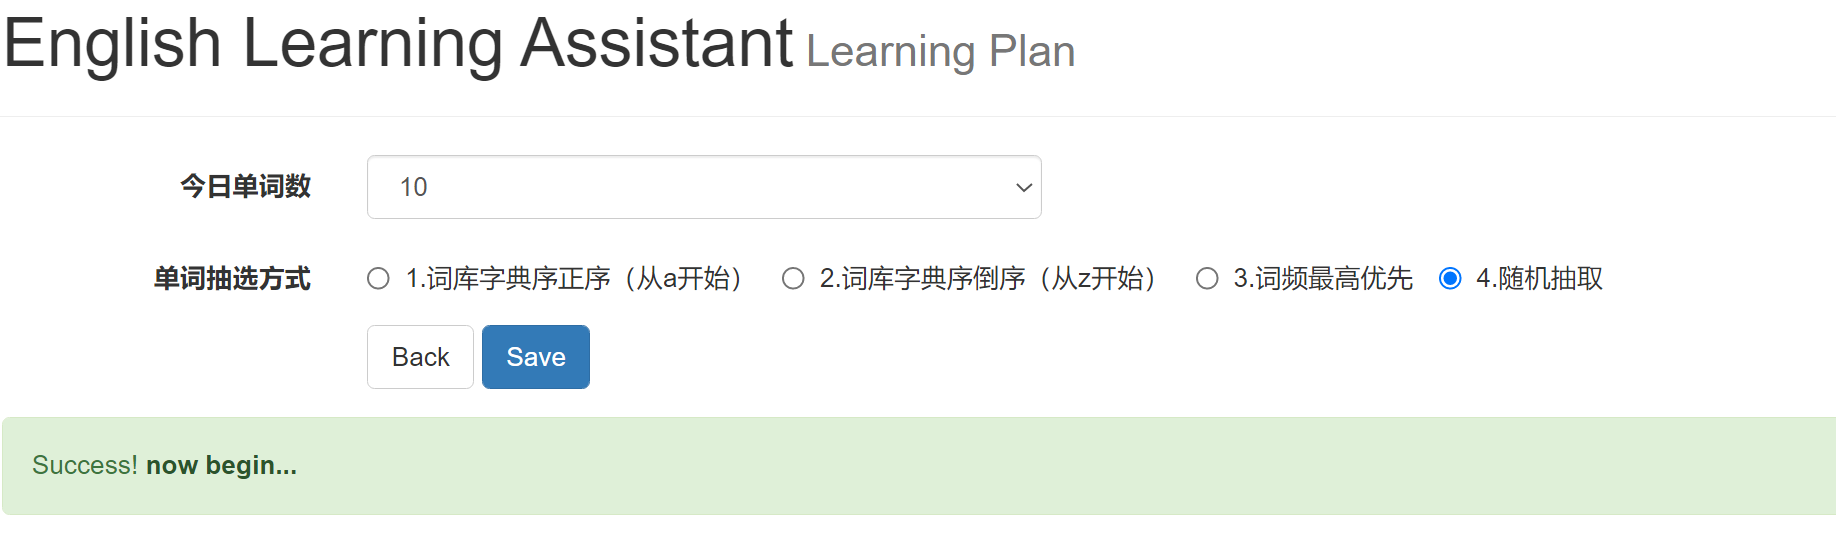 English Learning Assistant Learning Plan
今日单词数 10
单词抽选方式 1.词库字典序正序（从a开始） 2.词库字典序倒序（从z开始） 3.词频最高优先 4.随机抽取
Back Save
Success! now begin...